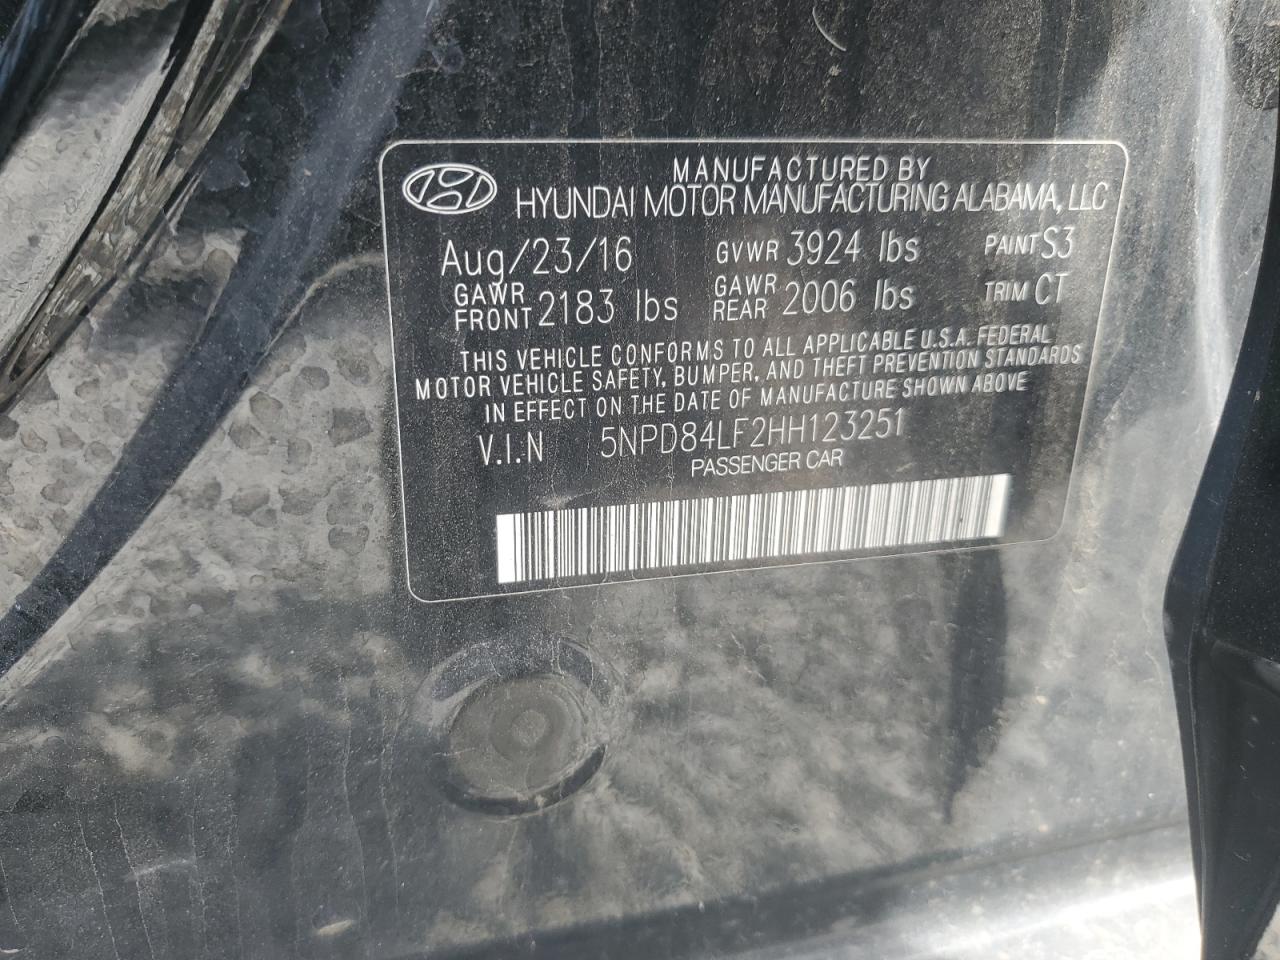 MANUFACTURED BY
HYUNDAI MOTOR MANUFACTURING ALABAMA, LLC
Aug/23/16 GVWR 3924 lbs PAINT S3
GAWR FRONT 2183 lbs GAWR REAR 2006 lbs TRIM CT
THIS VEHICLE CONFORMS TO ALL APPLICABLE U.S.A. FEDERAL
MOTOR VEHICLE SAFETY, BUMPER, AND THEFT PREVENTION STANDARDS
IN EFFECT ON THE DATE OF MANUFACTURE SHOWN ABOVE
V.I.N 5NPD84LF2HH123251
PASSENGER CAR